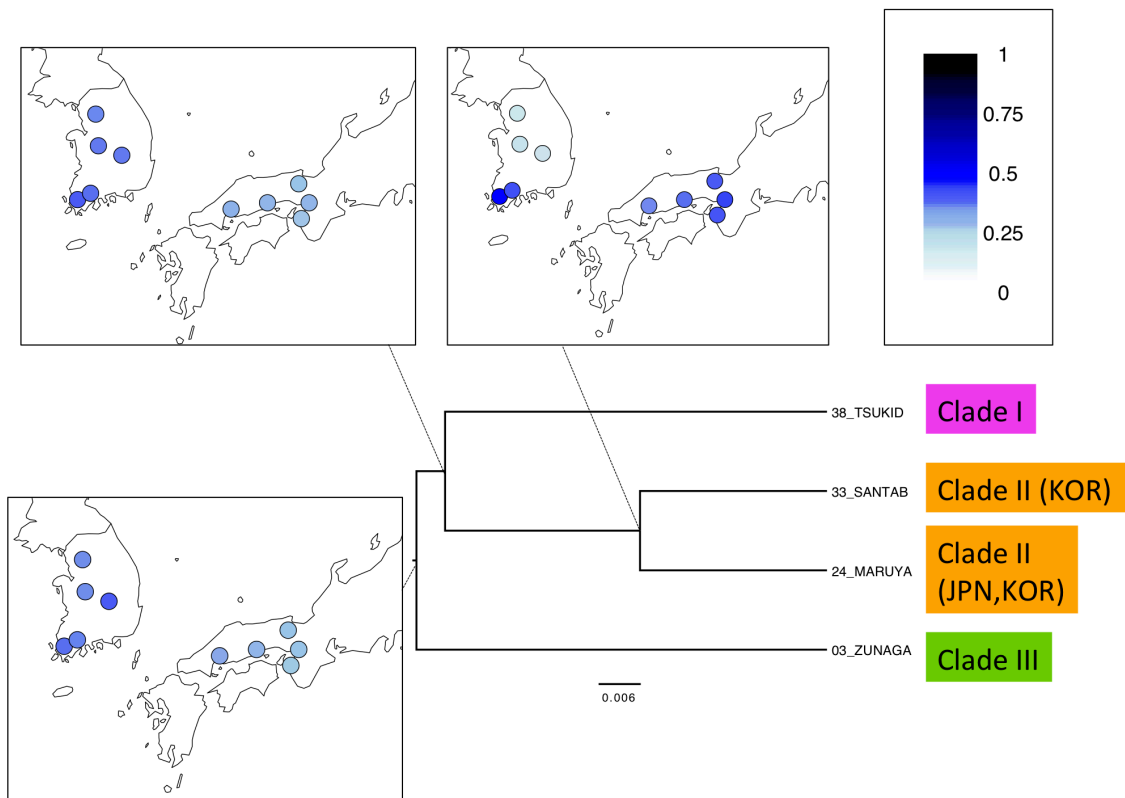 1
0.75
0.5
0.25
0
38_TSUKID
Clade I
33_SANTAB
Clade II (KOR)
24_MARUYA
Clade II
(JPN,KOR)
03_ZUNAGA
Clade III
0.006